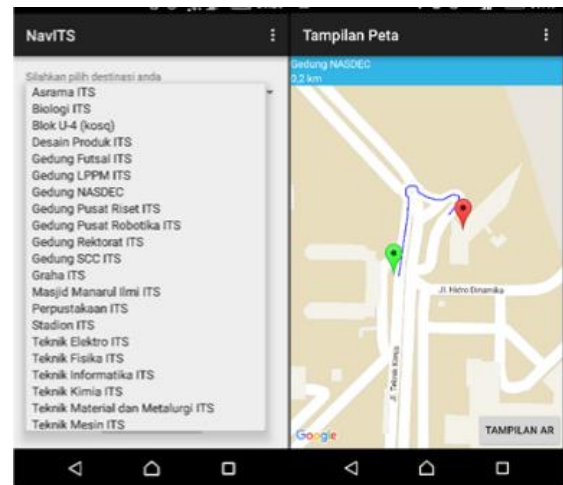 NavITS
Silahkan pilih destinasi anda
Asrama ITS
Biologi ITS
Blok U-4 (kosq)
Desain Produk ITS
Gedung Futsal ITS
Gedung LPPM ITS
Gedung NASDEC
Gedung Pusat Riset ITS
Gedung Pusat Robotika ITS
Gedung Rektorat ITS
Gedung SCC ITS
Graha ITS
Masjid Manarul Ilmi ITS
Perpustakaan ITS
Stadion ITS
Teknik Elektro ITS
Teknik Fisika ITS
Teknik Informatika ITS
Teknik Kimia ITS
Teknik Material dan Metalurgi ITS
Teknik Mesin ITS
Tampilan Peta
Gedung NASDEC
0,2 km
Jl. Hidro Dinamika
Jl. Teknik Kimia
Google
TAMPILAN AR